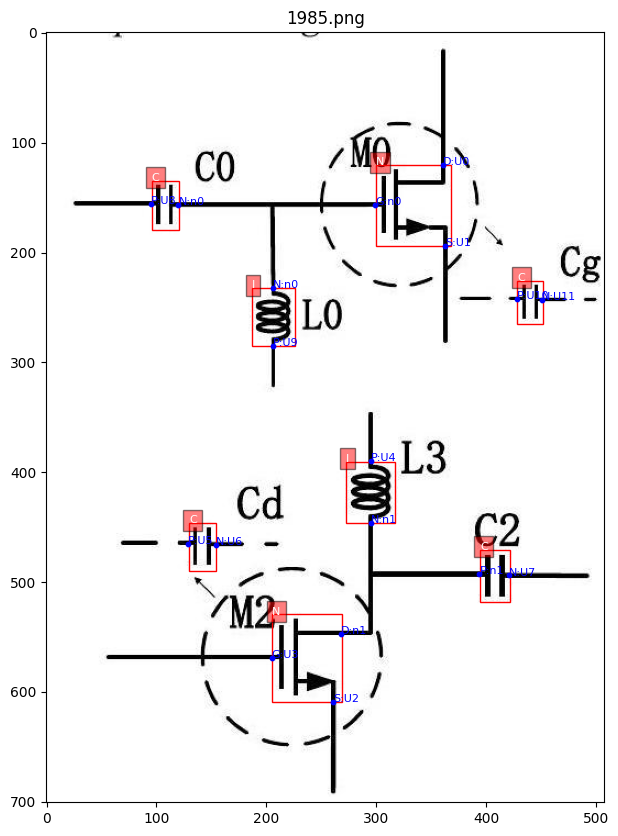 1985.png
0
100
200
300
400
500
600
700
0
100
200
300
400
500
C0
C
P:U8
N:n0
M0
N
D:U0
G:n0
S:U1
Cg
C
P:U10
N:U11
N:n0
L0
P:U9
P:U4
L3
N:n1
Cd
C
P:U5
N:U6
C2
C
P:n1
N:U7
M2
N
D:n1
G:U3
S:U2